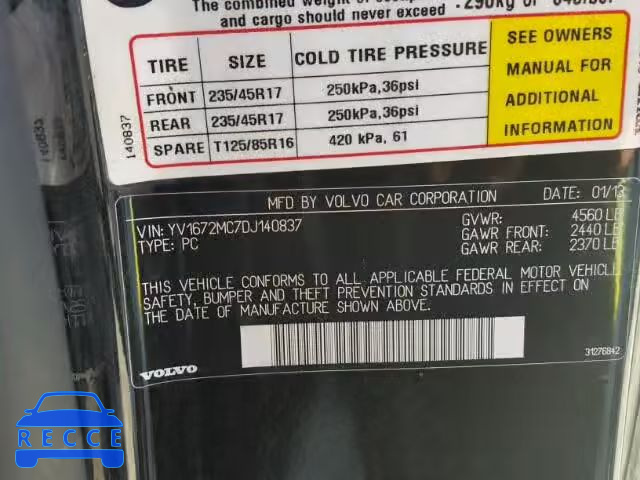 The combined weight of
and cargo should never exceed
TIRE SIZE COLD TIRE PRESSURE
FRONT 235/45R17 250kPa,36psi
REAR 235/45R17 250kPa,36psi
SPARE T125/85R16 420 kPa, 61
SEE OWNERS
MANUAL FOR
ADDITIONAL
INFORMATION
140837
MFD BY VOLVO CAR CORPORATION DATE: 01/13
VIN: YV1672MC7DJ140837
TYPE: PC
GVWR: 4560 LB
GAWR FRONT: 2440 LB
GAWR REAR: 2370 LB
THIS VEHICLE CONFORMS TO ALL APPLICABLE FEDERAL MOTOR VEHICLE
SAFETY, BUMPER AND THEFT PREVENTION STANDARDS IN EFFECT ON
THE DATE OF MANUFACTURE SHOWN ABOVE.
31276842
VOLVO
RECCE